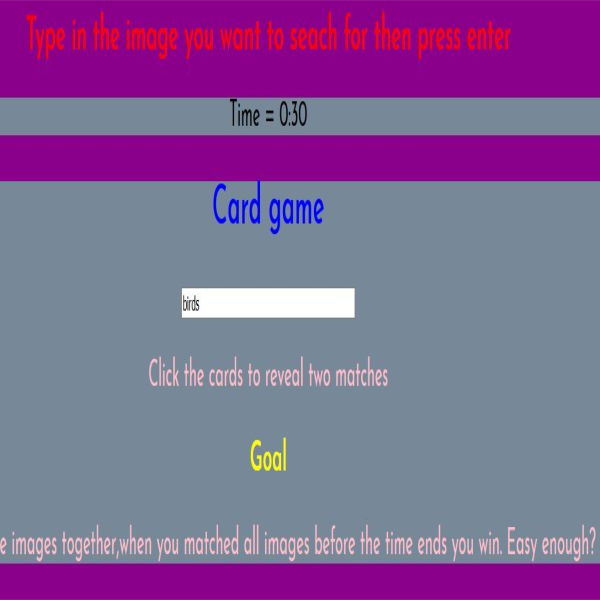 Type in the image you want to seach for then press enter
Time = 0:30
Card game
birds
Click the cards to reveal two matches
Goal
e images together,when you matched all images before the time ends you win. Easy enough?